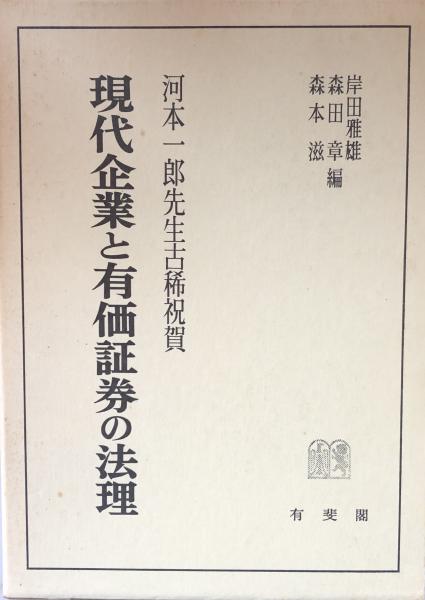 岸田雅雄
森田章編
森本滋
河本一郎先生古稀祝賀
現代企業と有価証券の法理
有斐閣